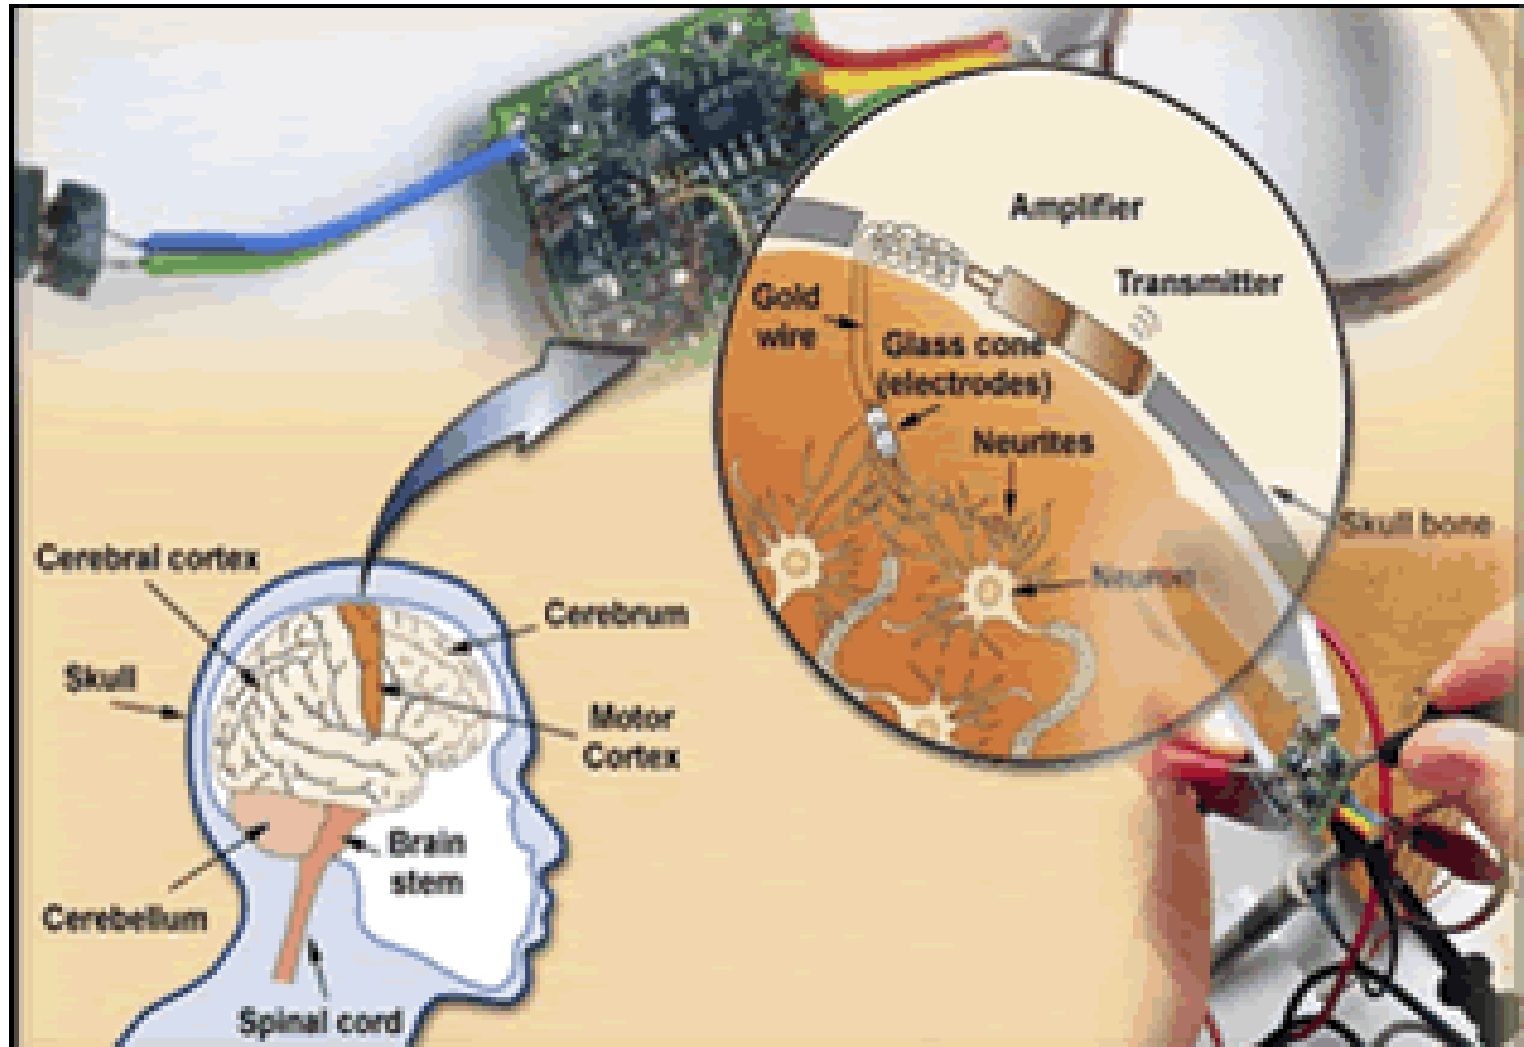 Amplifier
Transmitter
Gold
wire
Glass cone
(electrodes)
Neurites
Skull bone
Neuron
Cerebral cortex
Cerebrum
Skull
Motor
Cortex
Brain
stem
Cerebellum
Spinal cord